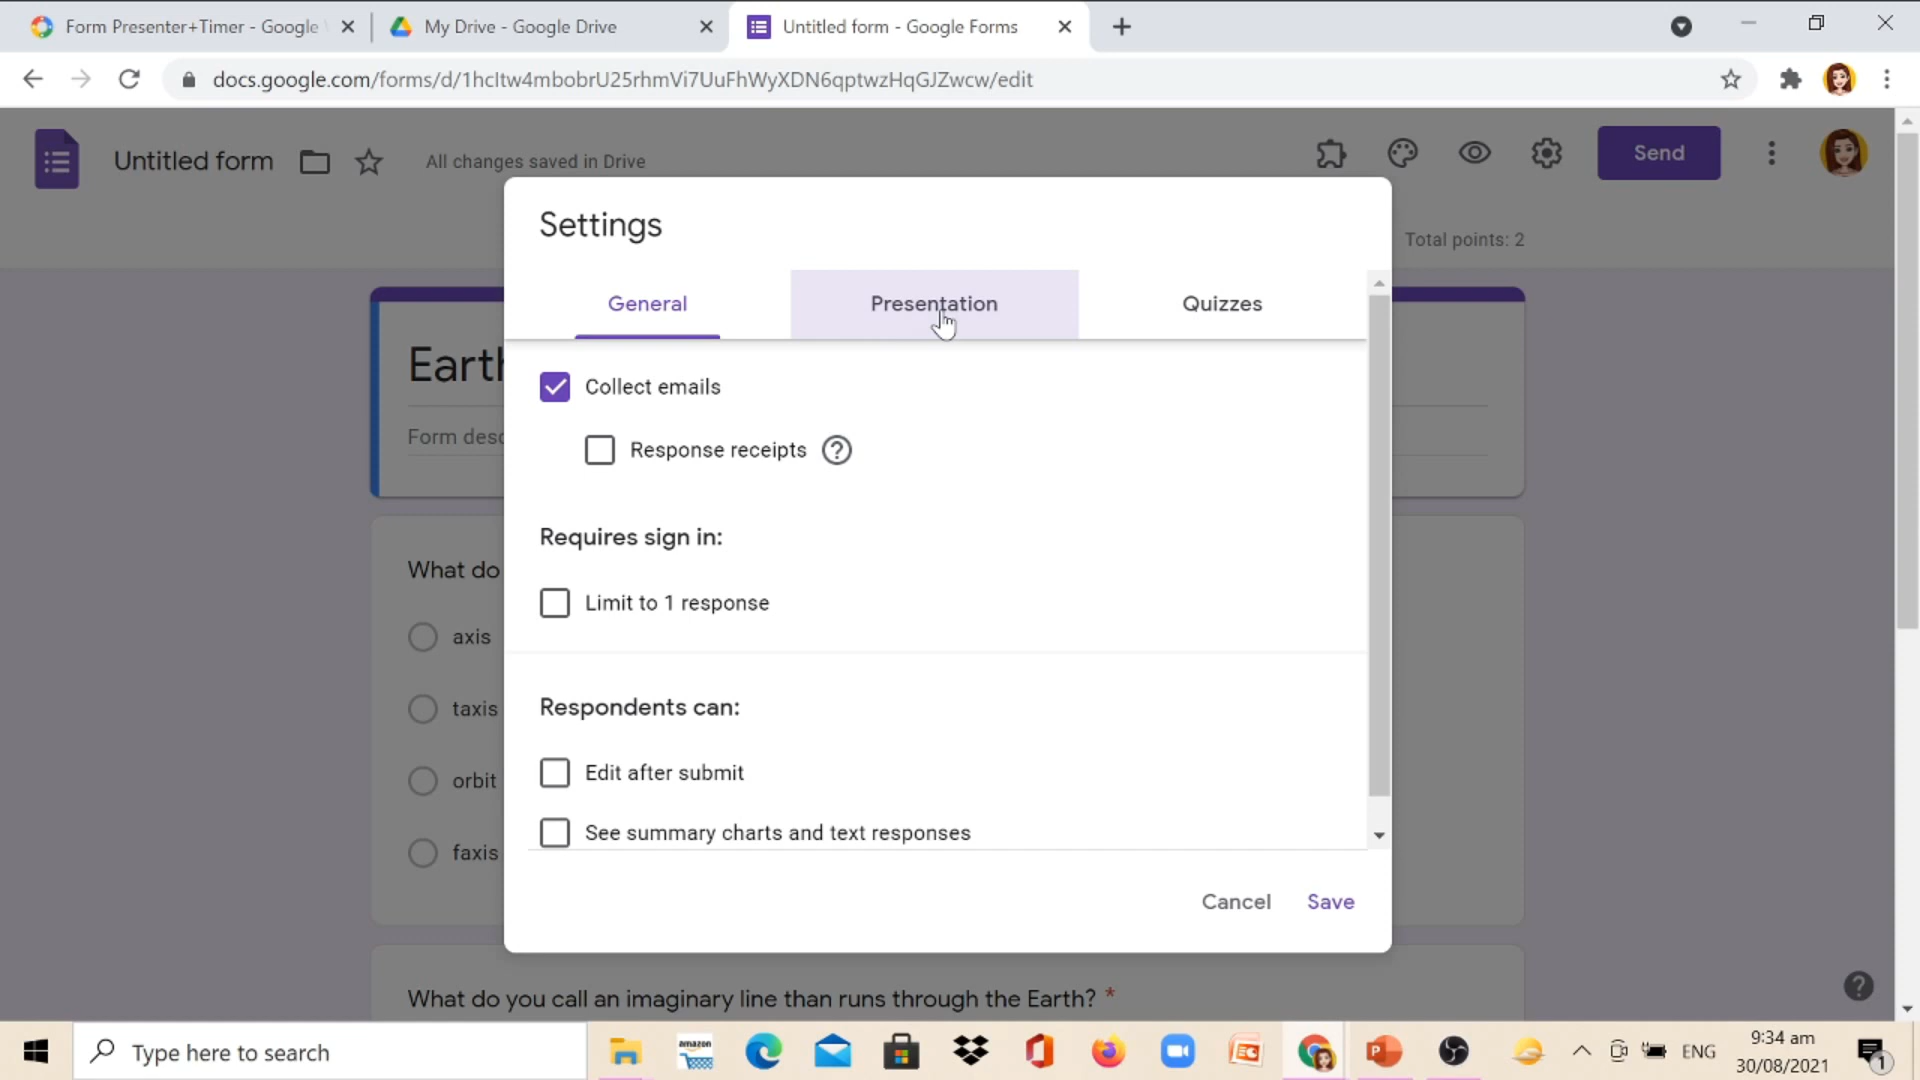 Form Presenter+Timer - Google
My Drive - Google Drive
Untitled form - Google Forms
docs.google.com/forms/d/1hcItw4mbobrU25rhmVi7UuFhWyXDN6qptwzHqGJZwcw/edit
Untitled form
All changes saved in Drive
Send
Total points: 2
Settings
General
Presentation
Quizzes
Earth
Form desc
Collect emails
Response receipts
Requires sign in:
Limit to 1 response
What do
axis
taxis
orbit
faxis
Respondents can:
Edit after submit
See summary charts and text responses
Cancel
Save
What do you call an imaginary line than runs through the Earth? *
Type here to search
amazon
ENG
9:34 am
30/08/2021
1